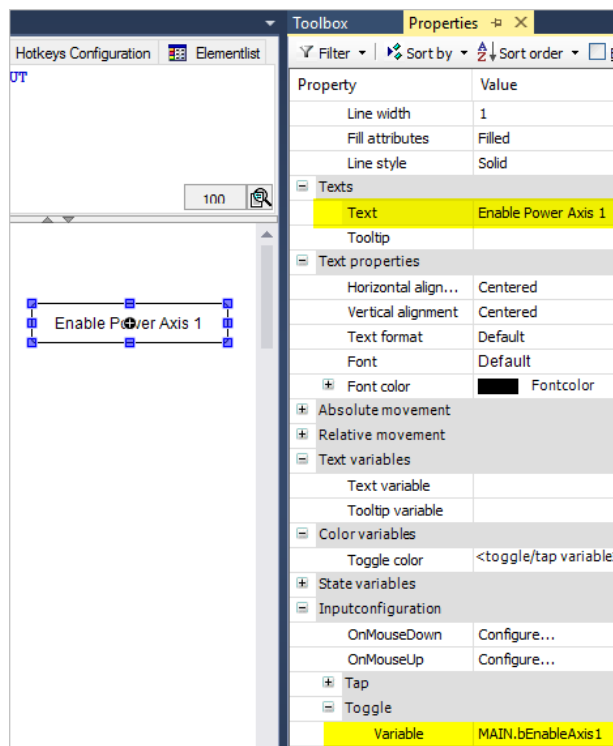 Toolbox Properties
Hotkeys Configuration Elementlist
Filter Sort by Sort order
UT
100
Enable Power Axis 1
Property Value
Line width 1
Fill attributes Filled
Line style Solid
Texts
Text Enable Power Axis 1
Tooltip
Text properties
Horizontal align... Centered
Vertical alignment Centered
Text format Default
Font Default
Font color Fontcolor
Absolute movement
Relative movement
Text variables
Text variable
Tooltip variable
Color variables
Toggle color <toggle/tap variable
State variables
Inputconfiguration
OnMouseDown Configure...
OnMouseUp Configure...
Tap
Toggle
Variable MAIN.bEnableAxis1